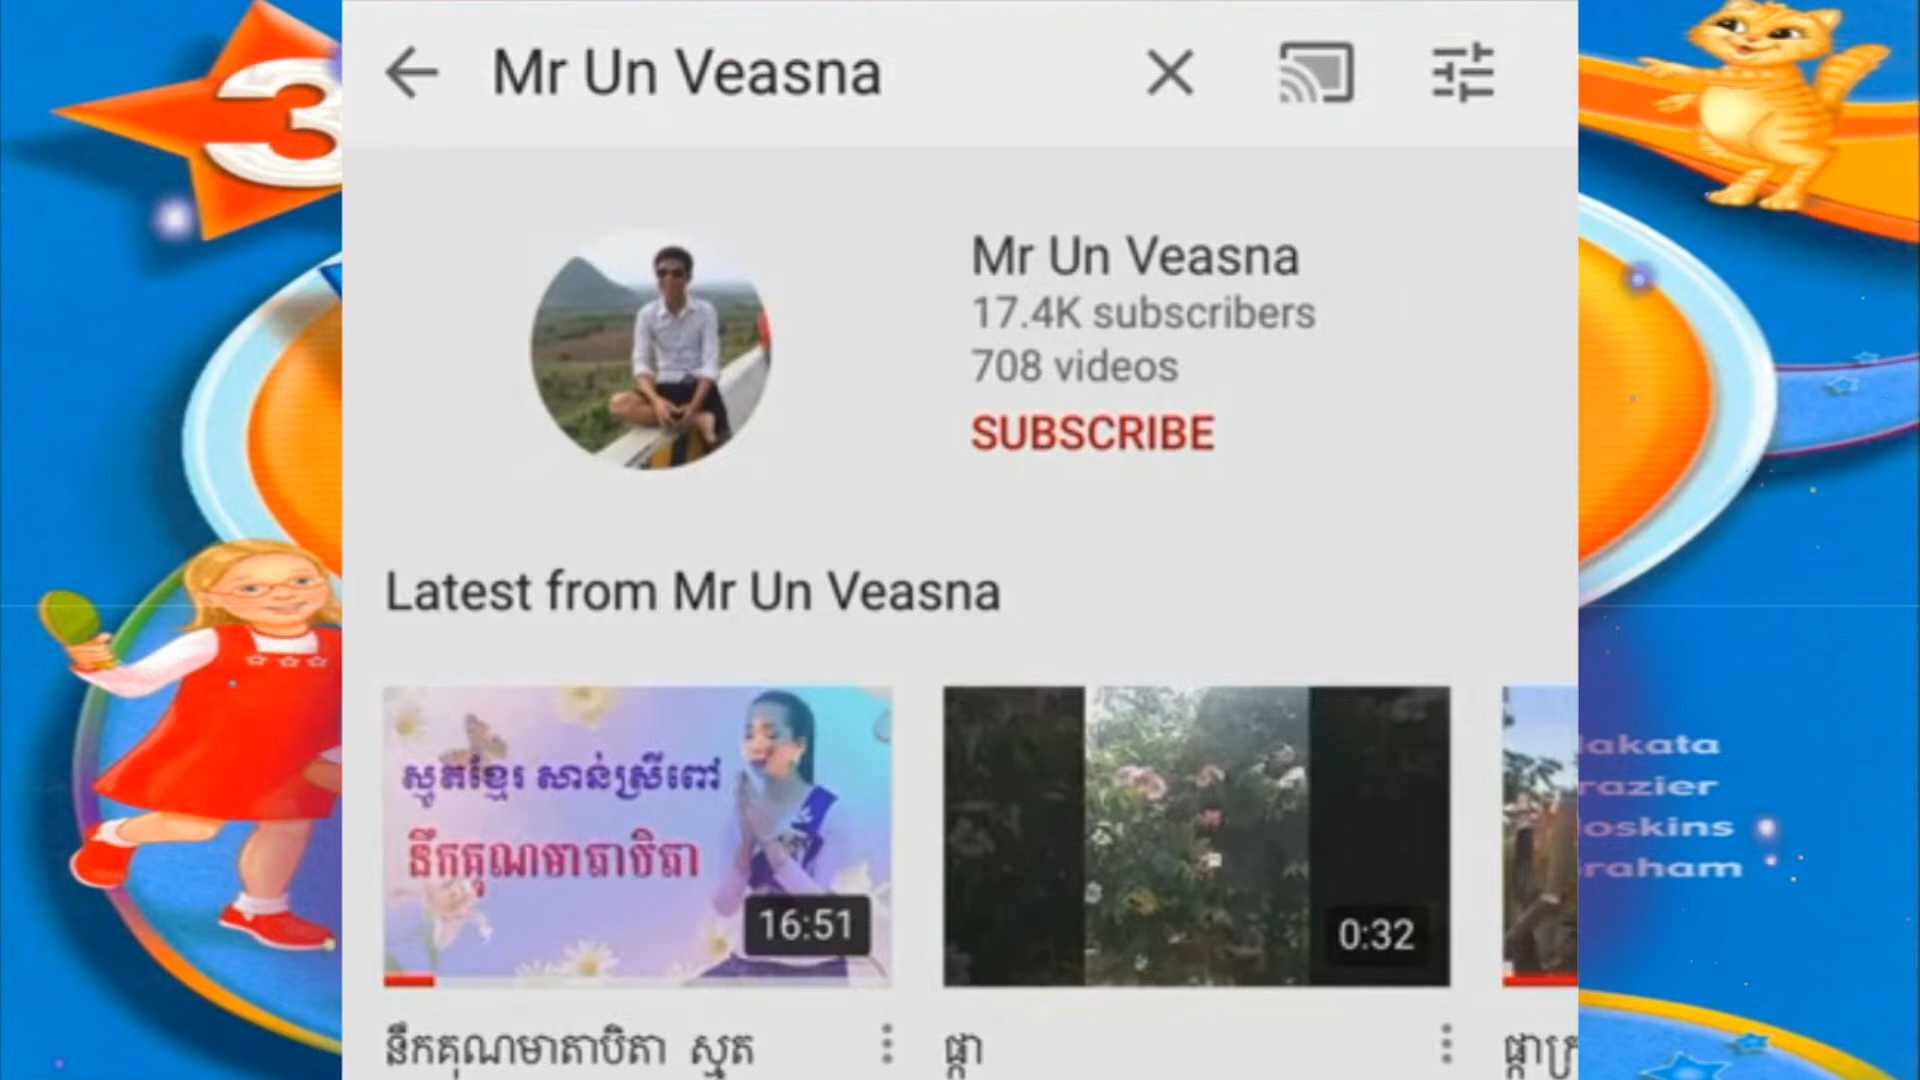 3
Mr Un Veasna
Mr Un Veasna
17.4K subscribers
708 videos
SUBSCRIBE
Latest from Mr Un Veasna
ស្មូតខ្មែរ សាន់ស្រីពៅ
នឹកគុណមាតាបិតា
16:51
0:32
នឹកគុណមាតាបិតា ស្មូត
ផ្កា
akata
razier
oskins
raham